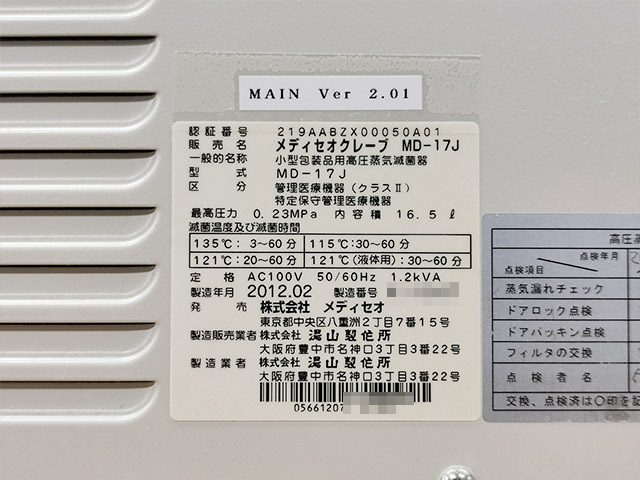 MAIN Ver 2.01
認証番号 219AABZX00050A01
販売名 メディセオクレーブ MD-17J
一般的名称 小型包装品用高圧蒸気滅菌器
型式 MD-17J
区分 管理医療機器(クラスⅡ)
特定保守管理医療機器
最高圧力 0.23MPa 内容積 16.5ℓ
滅菌温度及び滅菌時間
135℃: 3~60分 115℃:30~60分
121℃:20~60分 121℃(液体用):30~60分
定格 AC100V 50/60Hz 1.2kVA
製造年月 2012.02 製造番号
発売 株式会社 メディセオ
東京都中央区八重洲2丁目7番15号
製造販売業者 株式会社 湯山製作所
大阪府豊中市名神口3丁目3番22号
製造業者 株式会社 湯山製作所
大阪府豊中市名神口3丁目3番22号
05661207
高圧蒸
点検年月
点検項目
蒸気漏れチェック
ドアロック点検
ドアパッキン点検
フィルタの交換
点検者名
交換、点検済は○印を記